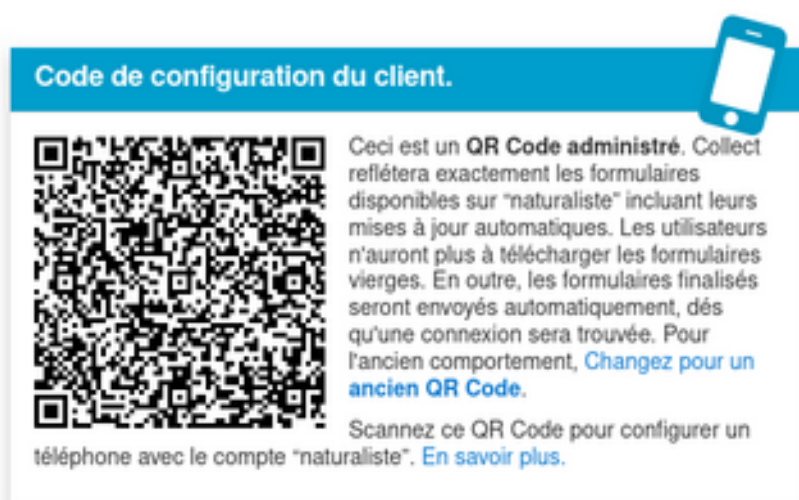 Code de configuration du client.
Ceci est un QR Code administré. Collect
reflétera exactement les formulaires
disponibles sur "naturaliste" incluant leurs
mises à jour automatiques. Les utilisateurs
n'auront plus à télécharger les formulaires
vierges. En outre, les formulaires finalisés
seront envoyés automatiquement, dés
qu'une connexion sera trouvée. Pour
l'ancien comportement, Changez pour un
ancien QR Code.
Scannez ce QR Code pour configurer un
téléphone avec le compte "naturaliste". En savoir plus.